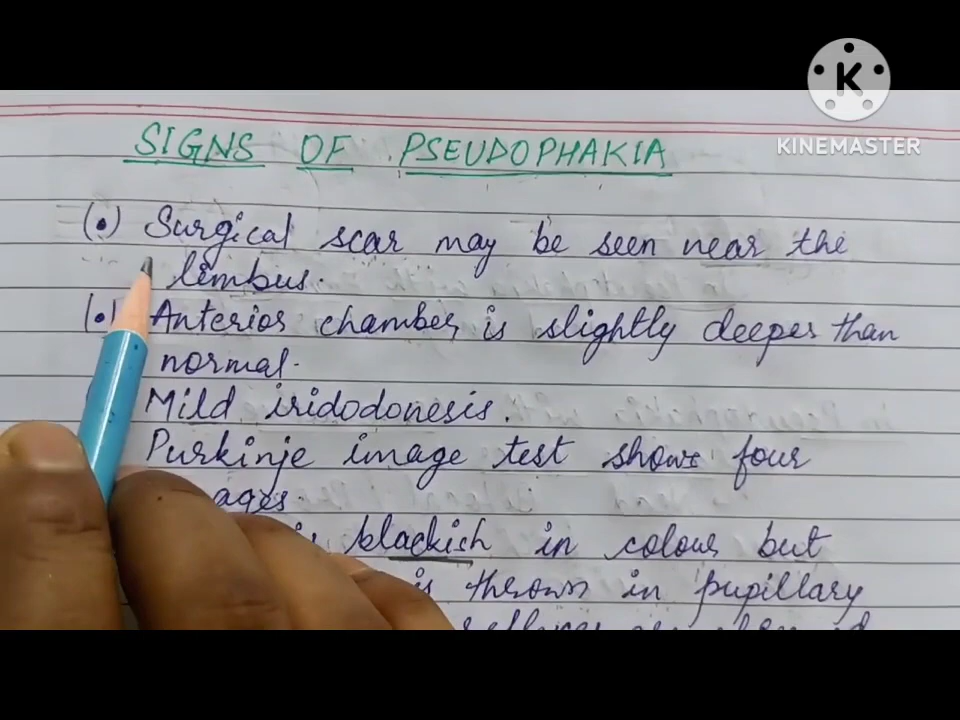 KINEMASTER
SIGNS OF PSEUDOPHAKIA
(•) Surgical scar may be seen near the
limbus.
(•) Anterior chamber is slightly deeper than
normal.
Mild iridodonesis.
Purkinje image test shows four
ages.
blackish in colour but
is thrown in pupillary